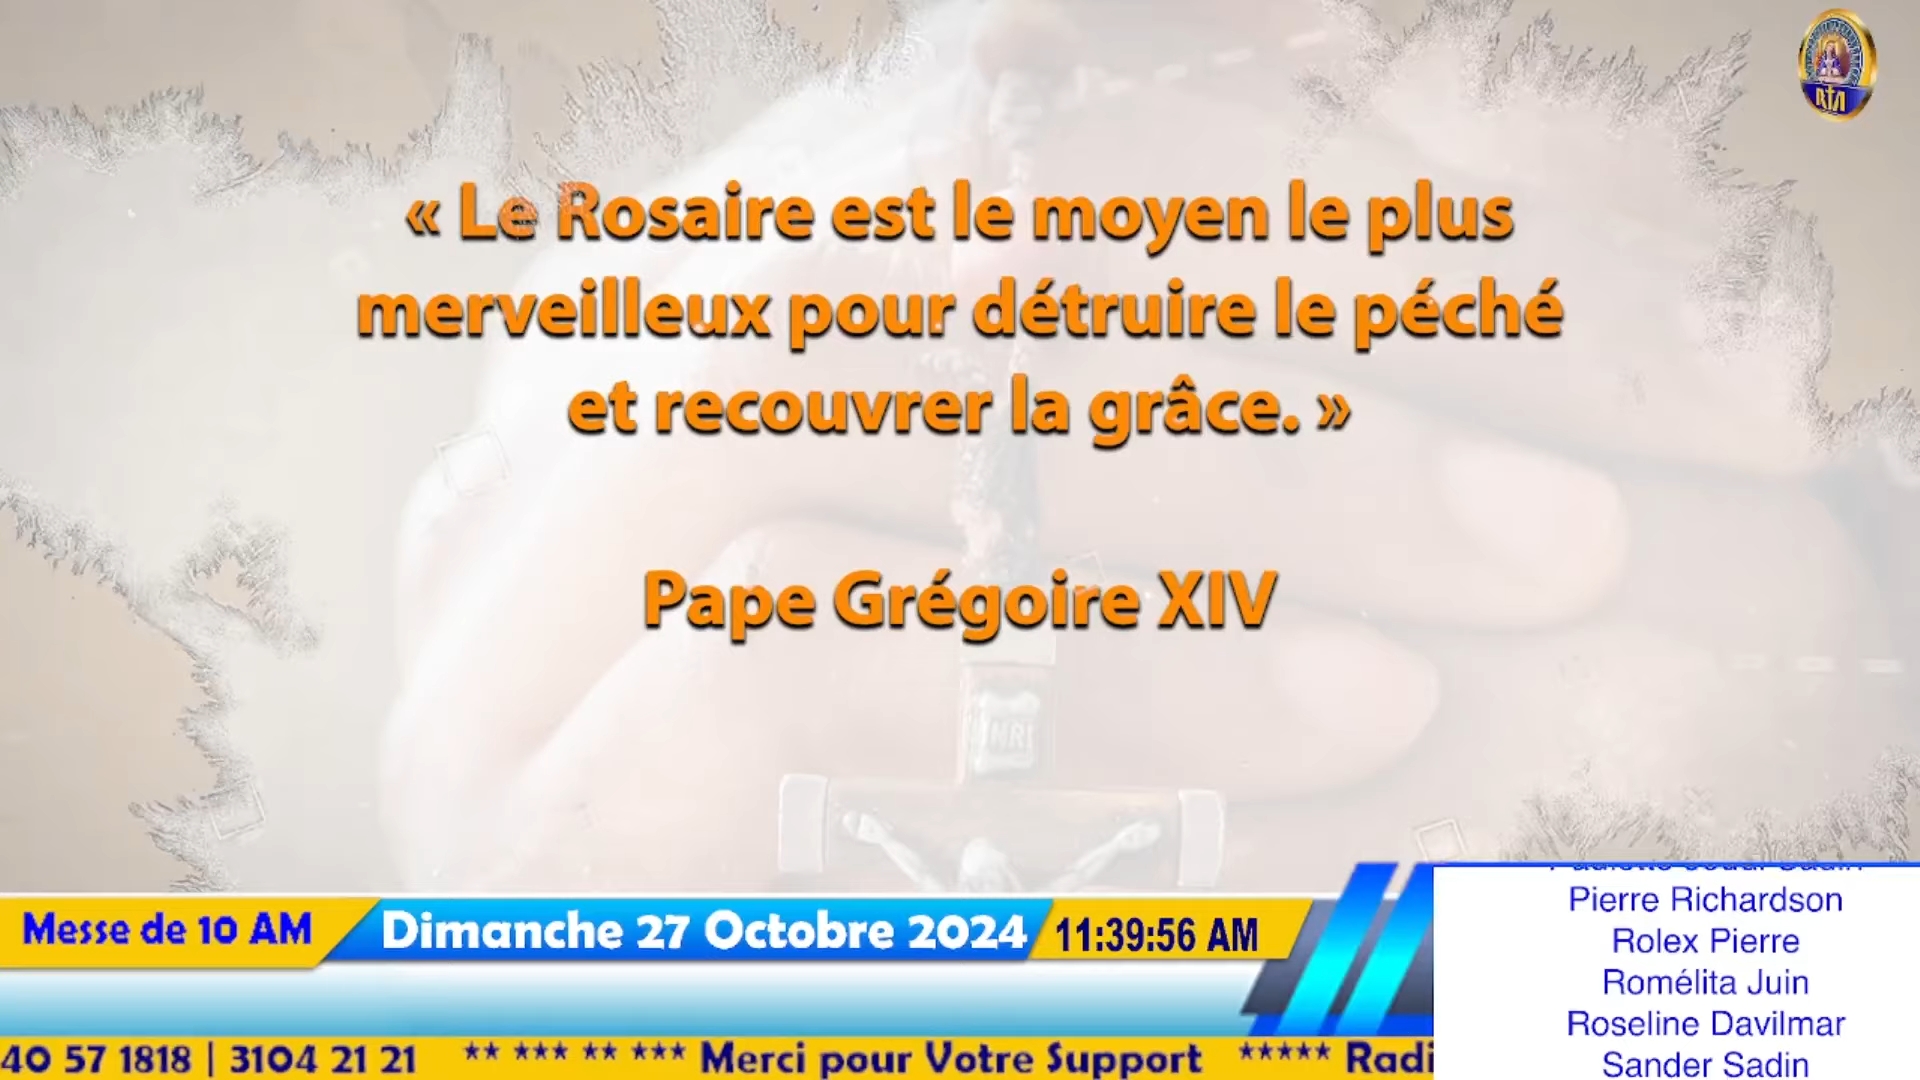 RTA
« Le Rosaire est le moyen le plus
merveilleux pour détruire le péché
et recouvrer la grâce. »
Pape Grégoire XIV
INRI
Messe de 10 AM
Dimanche 27 Octobre 2024
11:39:56 AM
Pierre Richardson
Rolex Pierre
Romélita Juin
Roseline Davilmar
Sander Sadin
40 57 1818 | 3104 21 21 ** *** ** *** Merci pour Votre Support ***** Radi